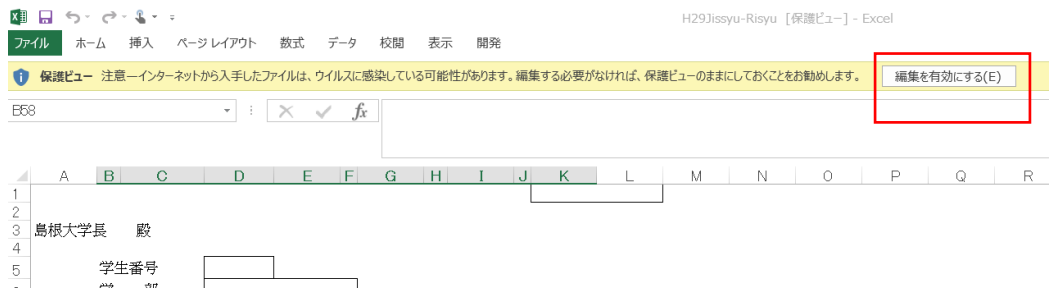 H29Jissyu-Risyu [保護ビュー] - Excel
ファイル ホーム 挿入 ページレイアウト 数式 データ 校閲 表示 開発
保護ビュー 注意―インターネットから入手したファイルは、ウイルスに感染している可能性があります。編集する必要がなければ、保護ビューのままにしておくことをお勧めします。 編集を有効にする(E)
B58 fx
A B C D E F G H I J K L M N O P Q R
1
2
3 島根大学長 殿
4
5 学生番号
学 部